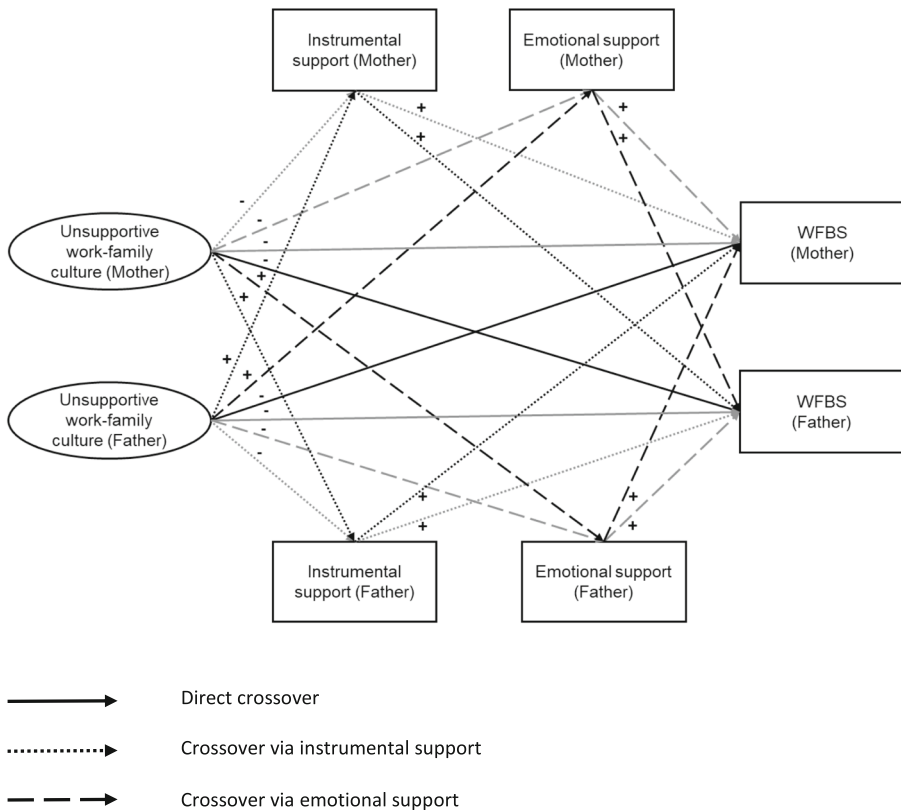 Instrumental
support (Mother)
Emotional support
(Mother)
+
+
+
+
Unsupportive
work-family
culture (Mother)
-
-
-
-
+
+
WFBS
(Mother)
Unsupportive
work-family
culture (Father)
+
+
-
-
-
-
WFBS
(Father)
+
+
+
+
Instrumental
support (Father)
Emotional support
(Father)
Direct crossover
Crossover via instrumental support
Crossover via emotional support